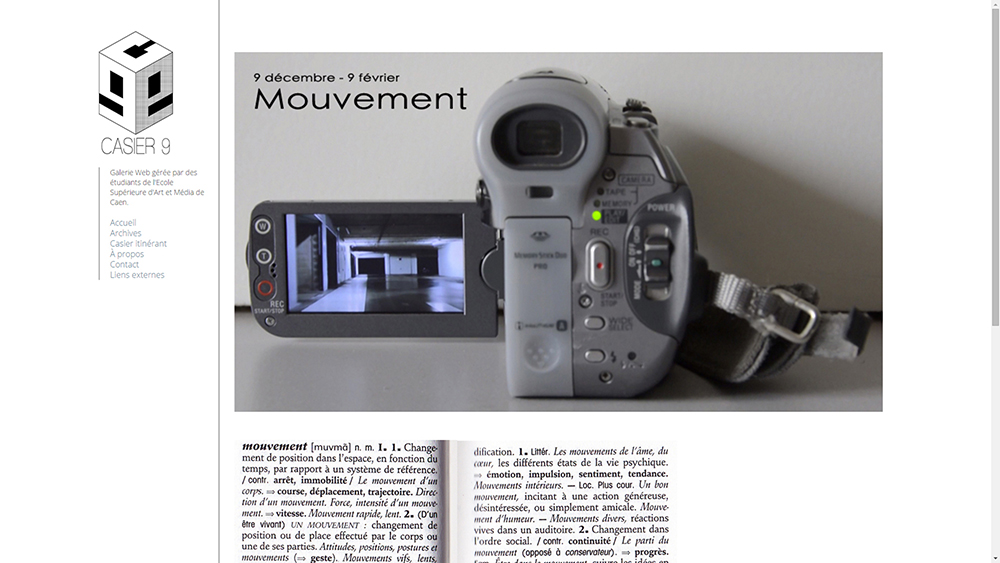 CASIER 9
Galerie Web gérée par des
étudiants de l'Ecole
Supérieure d'Art et Média de
Caen.
Accueil
Archives
Casier itinérant
À propos
Contact
Liens externes
9 décembre - 9 février
Mouvement
W
T
REC
START/STOP
CAMERA
TAPE
MEMORY
PLAY/
EDIT
POWER
REC
MEMORY STICK DUO
PRO
MODE
START/
STOP
WIDE
SELECT
mouvement [muvmã] n. m. I. 1. Change-
ment de position dans l'espace, en fonction du
temps, par rapport à un système de référence.
/ contr. arrêt, immobilité / Le mouvement d'un
corps. ⇒ course, déplacement, trajectoire. Direc-
tion d'un mouvement. Force, intensité d'un mouve-
ment. ⇒ vitesse. Mouvement rapide, lent. 2. (D'un
être vivant) UN MOUVEMENT : changement de
position ou de place effectué par le corps ou
une de ses parties. Attitudes, positions, postures et
mouvements (⇒ geste). Mouvements vifs, lents,
dification. 1. Littér. Les mouvements de l'âme, du
cœur, les différents états de la vie psychique.
⇒ émotion, impulsion, sentiment, tendance.
Mouvements intérieurs. — Loc. Plus cour. Un bon
mouvement, incitant à une action généreuse,
désintéressée, ou simplement amicale. Mouve-
ment d'humeur. — Mouvements divers, réactions
vives dans un auditoire. 2. Changement dans
l'ordre social. / contr. continuité / Le parti du
mouvement (opposé à conservateur). ⇒ progrès.